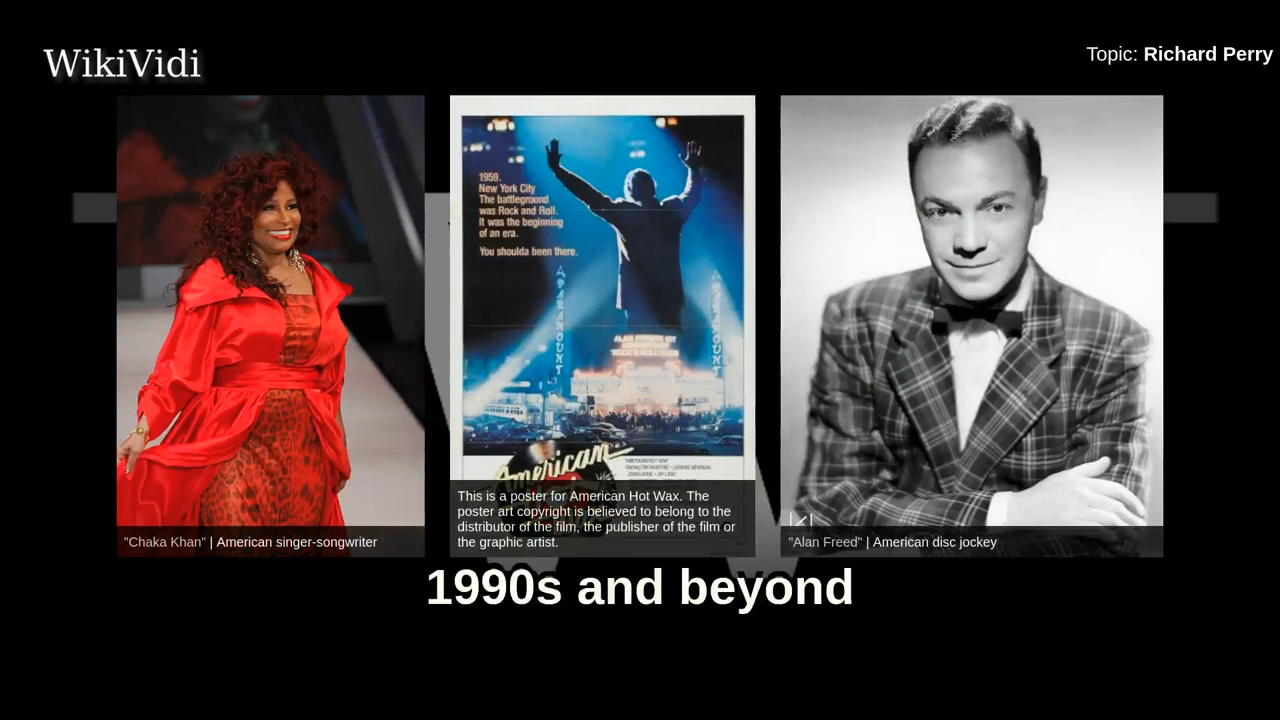 WikiVidi
Topic: Richard Perry
1959.
New York City
The battleground
was Rock and Roll.
It was the beginning
of an era.
You shoulda been there.
PARAMOUNT
PARAMOUNT
American
"Chaka Khan" | American singer-songwriter
This is a poster for American Hot Wax. The
poster art copyright is believed to belong to the
distributor of the film, the publisher of the film or
the graphic artist.
"Alan Freed" | American disc jockey
1990s and beyond